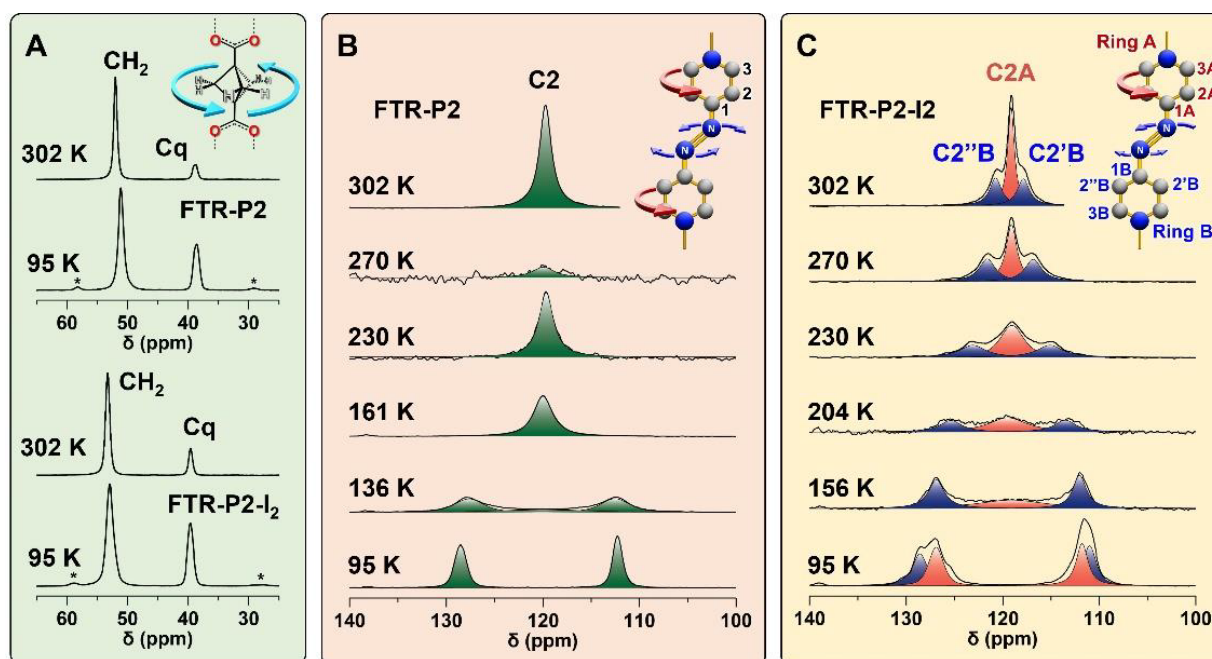 A
CH₂
O O
H H H H
O O
302 K
Cq
FTR-P2
95 K
*
*
60 50 40 30
δ (ppm)
CH₂
302 K
Cq
FTR-P2-I₂
95 K
*
*
60 50 40 30
δ (ppm)
B
C2
3
2
1
N
N
FTR-P2
302 K
270 K
230 K
161 K
136 K
95 K
140 130 120 110 100
δ (ppm)
C
Ring A
C2A
3A
2A
1A
N
N
FTR-P2-I2
C2''B C2'B
1B
2''B 2'B
3B
Ring B
302 K
270 K
230 K
204 K
156 K
95 K
140 130 120 110 100
δ (ppm)